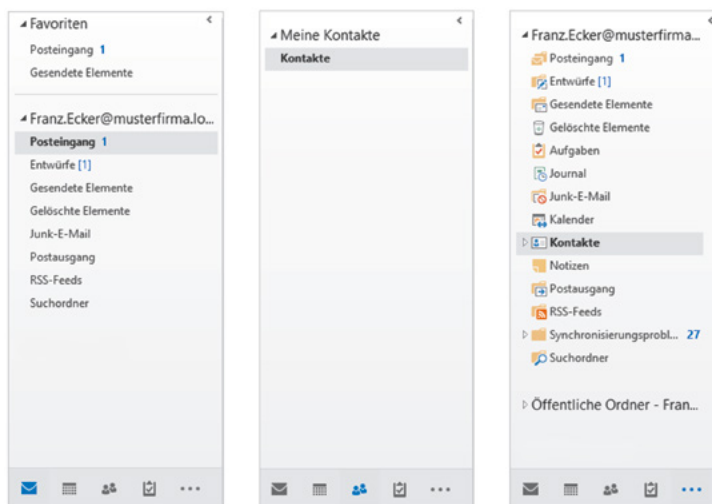 Favoriten
Posteingang 1
Gesendete Elemente
Franz.Ecker@musterfirma.lo...
Posteingang 1
Entwürfe [1]
Gesendete Elemente
Gelöschte Elemente
Junk-E-Mail
Postausgang
RSS-Feeds
Suchordner
Meine Kontakte
Kontakte
Franz.Ecker@musterfirma...
Posteingang 1
Entwürfe [1]
Gesendete Elemente
Gelöschte Elemente
Aufgaben
Journal
Junk-E-Mail
Kalender
Kontakte
Notizen
Postausgang
RSS-Feeds
Synchronisierungsprobl... 27
Suchordner
Öffentliche Ordner - Fran...